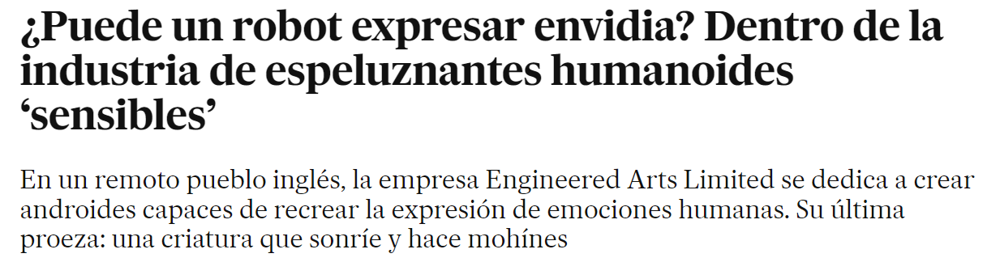 ¿Puede un robot expresar envidia? Dentro de la
industria de espeluznantes humanoides
‘sensibles’
En un remoto pueblo inglés, la empresa Engineered Arts Limited se dedica a crear
androides capaces de recrear la expresión de emociones humanas. Su última
proeza: una criatura que sonríe y hace mohínes